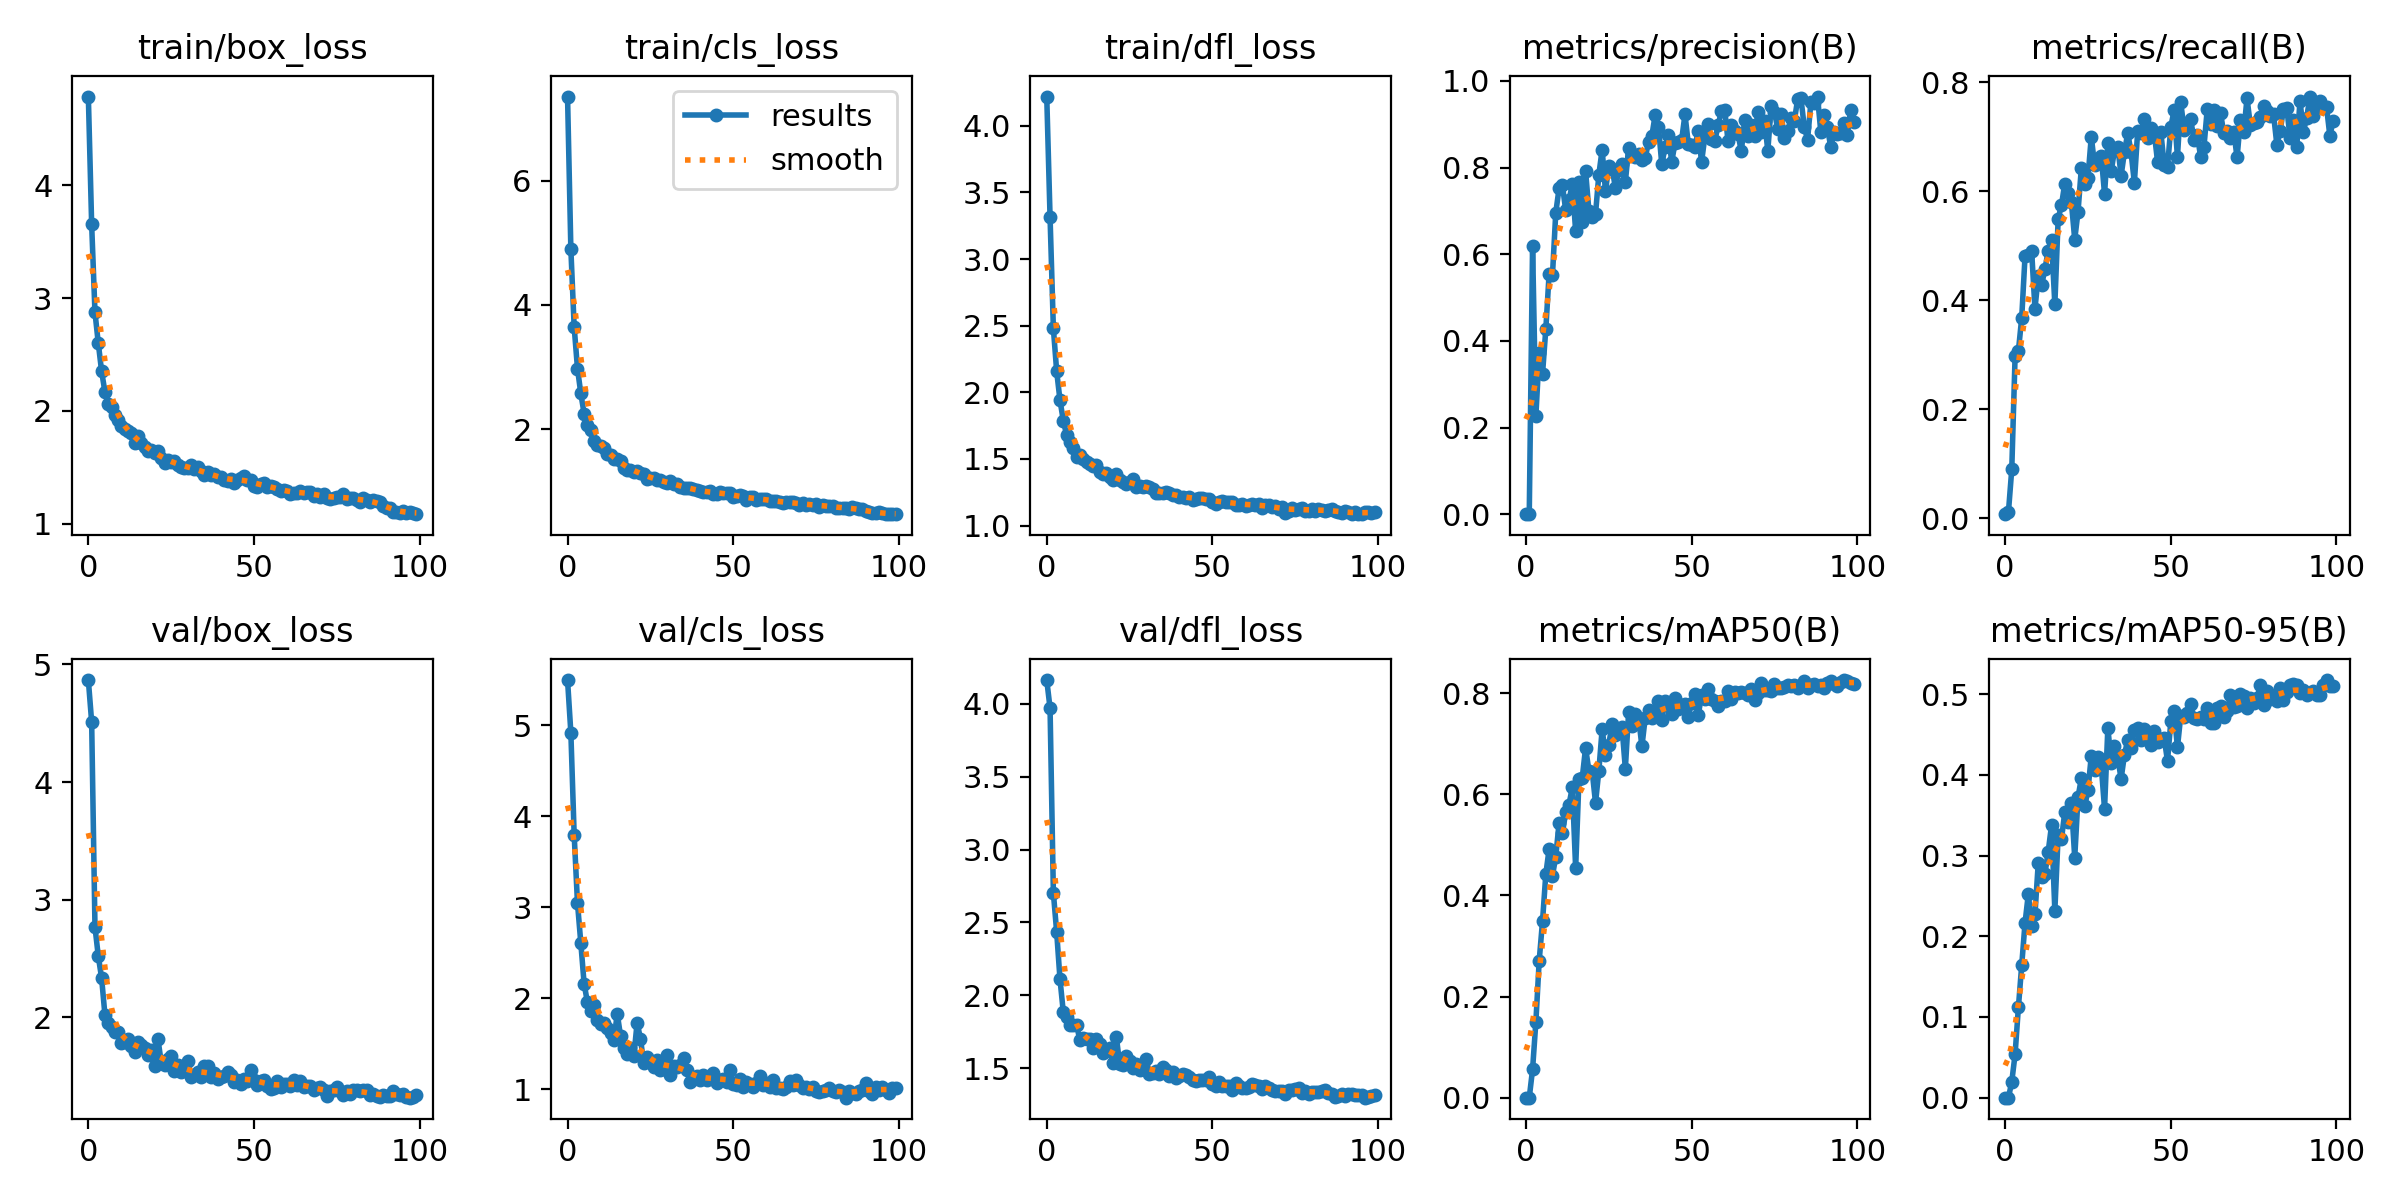 train/box_loss
4
3
2
1
0 50 100
train/cls_loss
results
smooth
6
4
2
0 50 100
train/dfl_loss
4.0
3.5
3.0
2.5
2.0
1.5
1.0
0 50 100
metrics/precision(B)
1.0
0.8
0.6
0.4
0.2
0.0
0 50 100
metrics/recall(B)
0.8
0.6
0.4
0.2
0.0
0 50 100
val/box_loss
5
4
3
2
0 50 100
val/cls_loss
5
4
3
2
1
0 50 100
val/dfl_loss
4.0
3.5
3.0
2.5
2.0
1.5
0 50 100
metrics/mAP50(B)
0.8
0.6
0.4
0.2
0.0
0 50 100
metrics/mAP50-95(B)
0.5
0.4
0.3
0.2
0.1
0.0
0 50 100